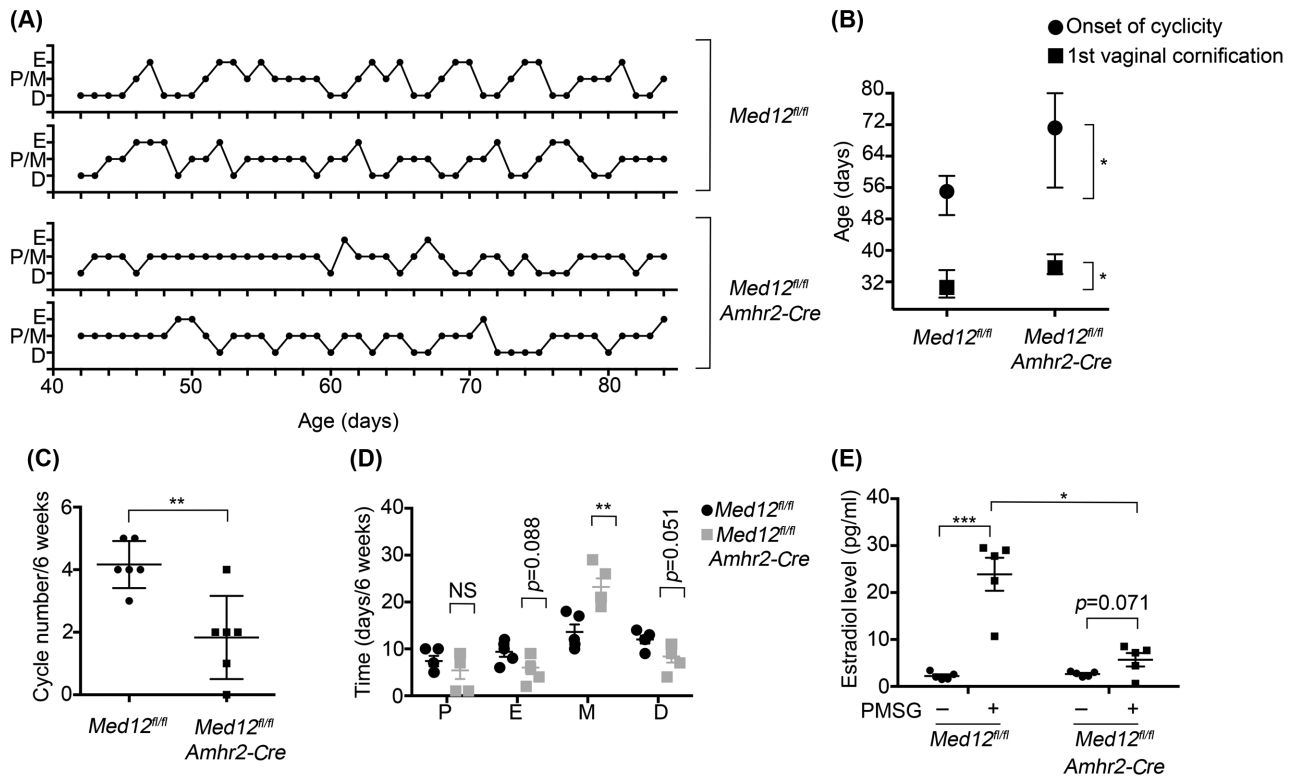 (A)
E
P/M
D
E
P/M
D
Med12fl/fl
E
P/M
D
E
P/M
D
Med12fl/fl
Amhr2-Cre
40 50 60 70 80
Age (days)
(B)
Onset of cyclicity
1st vaginal cornification
80
72
64
56
48
40
32
Age (days)
*
*
Med12fl/fl
Med12fl/fl
Amhr2-Cre
(C)
Cycle number/6 weeks
6
4
2
0
**
Med12fl/fl
Med12fl/fl
Amhr2-Cre
(D)
Time (days/6 weeks)
40
30
20
10
0
NS
p=0.088
**
p=0.051
P E M D
Med12fl/fl
Med12fl/fl
Amhr2-Cre
(E)
Estradiol level (pg/ml)
40
30
20
10
0
***
*
p=0.071
PMSG – + – +
Med12fl/fl
Med12fl/fl
Amhr2-Cre